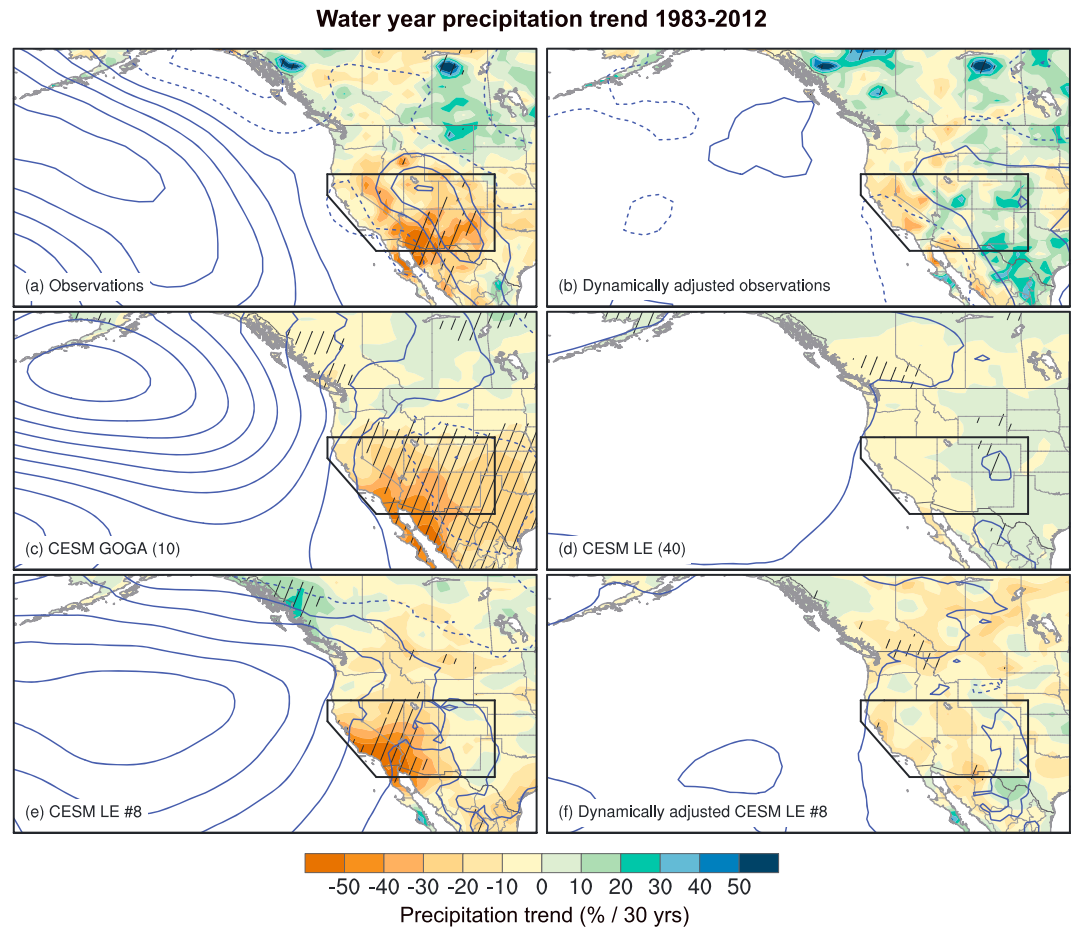 Water year precipitation trend 1983-2012
(a) Observations
(b) Dynamically adjusted observations
(c) CESM GOGA (10)
(d) CESM LE (40)
(e) CESM LE #8
(f) Dynamically adjusted CESM LE #8
-50 -40 -30 -20 -10 0 10 20 30 40 50
Precipitation trend (% / 30 yrs)